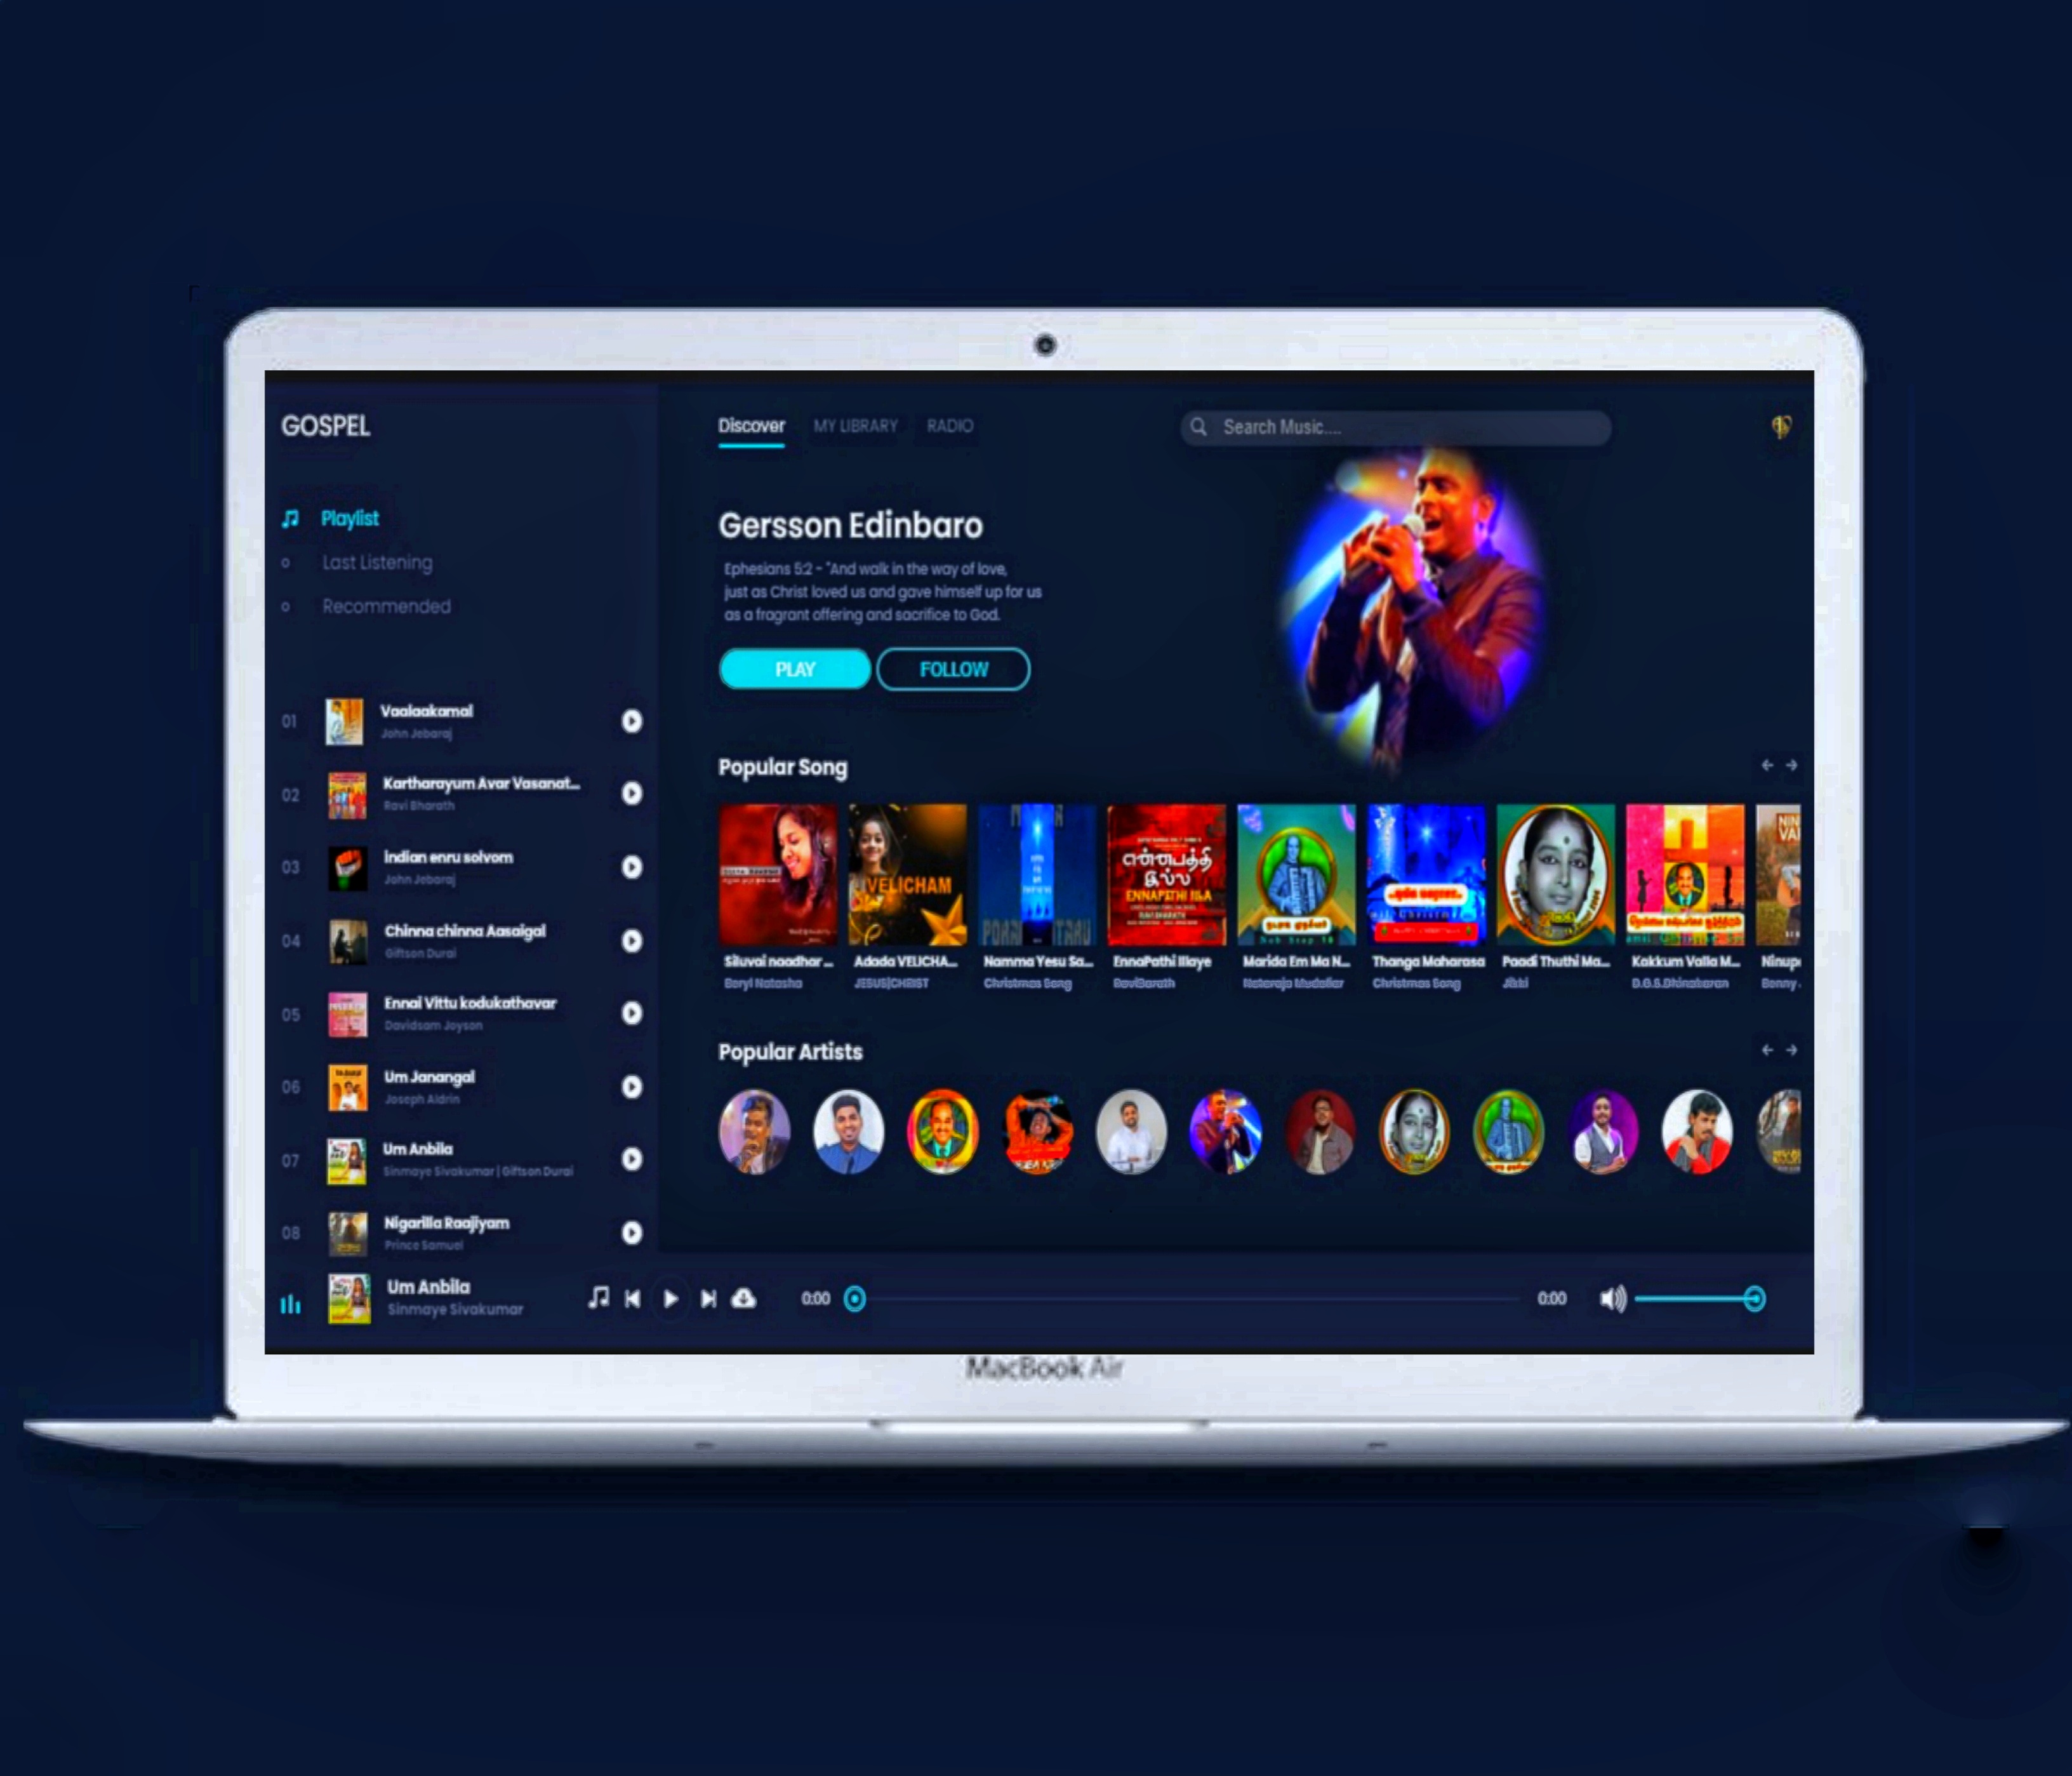 GOSPEL
Discover MY LIBRARY RADIO
Search Music....
Playlist
Last Listening
Recommended
Gersson Edinbaro
Ephesians 5:2 - "And walk in the way of love,
just as Christ loved us and gave himself up for us
as a fragrant offering and sacrifice to God.
PLAY FOLLOW
01 Vaalaakamal
John Jebaraj
02 Kartharayum Avar Vasanat...
Ravi Bharath
03 indian enru solvom
John Jebaraj
04 Chinna chinna Aasaigal
Giftson Durai
05 Ennai Vittu kodukathavar
Davidsam Joyson
06 Um Janangal
Joseph Aldrin
07 Um Anbila
Sinmaye Sivakumar | Giftson Durai
08 Nigarilla Raajiyam
Prince Samuel
Popular Song
VELICHAM
என்னபத்தி
இல்ல
ENNAPETHI ILLA
RAVI BHARATH
Siluvai naadhar ...
Beryl Natasha
Adada VELICHA...
JESUS|CHRIST
Namma Yesu Sa...
Christmas Song
EnnaPathi Illaye
RaviBarath
Marida Em Ma N...
Nataraja Mudaliar
Thanga Maharasa
Christmas Song
Paadi Thuthi Ma...
Jikki
Kakkum Valla M...
D.G.S.Dhinakaran
Ninup
Benny
Popular Artists
Um Anbila
Sinmaye Sivakumar
0:00 0:00
MacBook Air